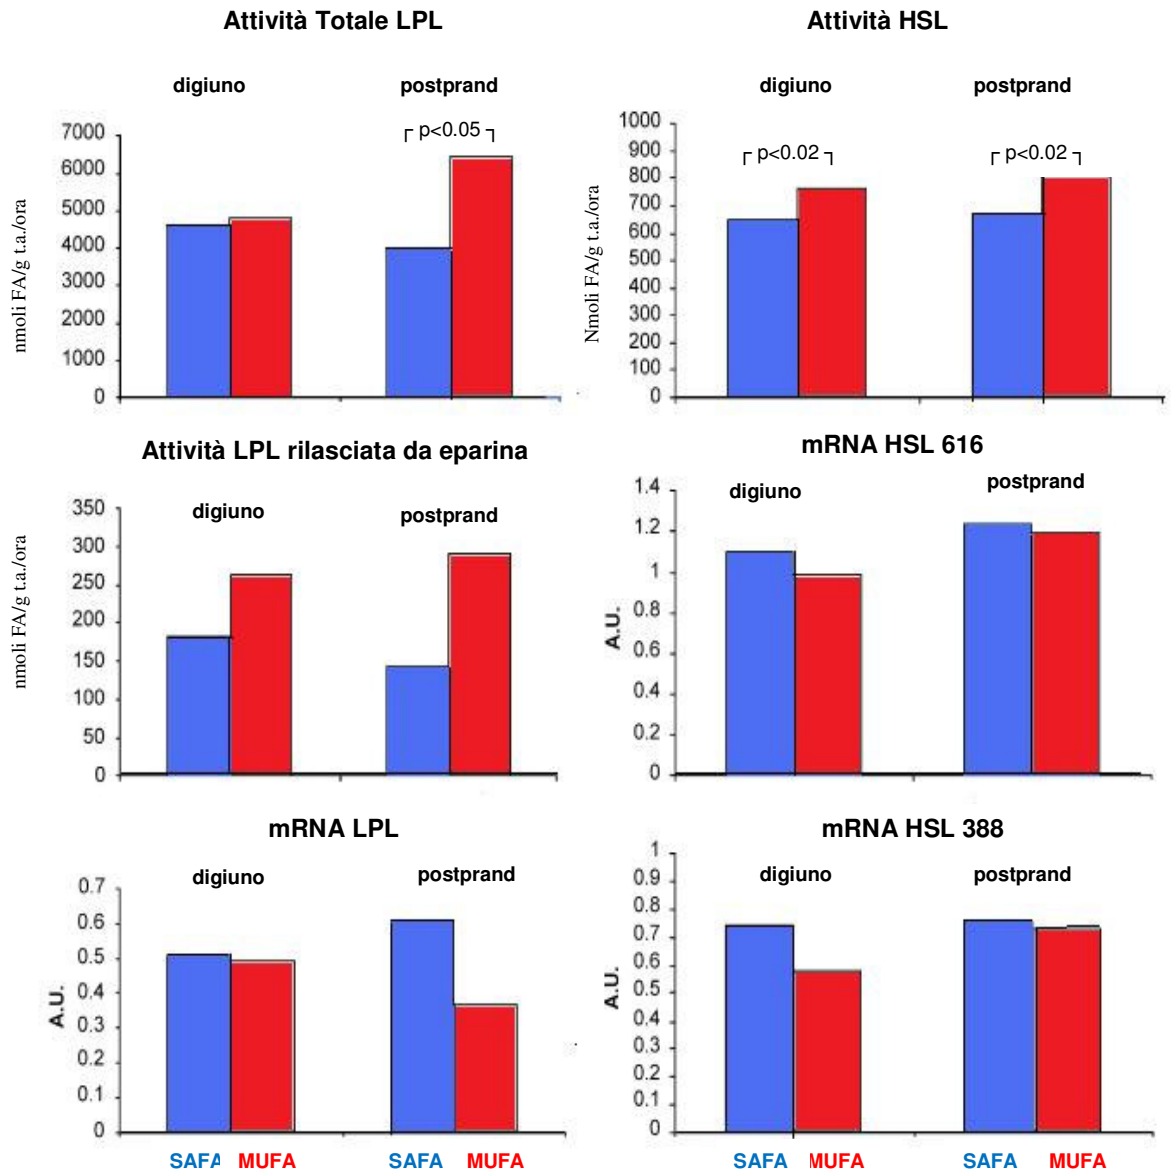 Attività Totale LPL
digiuno
postprand
7000
6000
5000
4000
3000
2000
1000
0
nmoli FA/g t.a./ora
p<0.05
Attività HSL
digiuno
postprand
1000
900
800
700
600
500
400
300
200
100
0
Nmoli FA/g t.a./ora
p<0.02
p<0.02
Attività LPL rilasciata da eparina
digiuno
postprand
350
300
250
200
150
100
50
0
nmoli FA/g t.a./ora
mRNA HSL 616
digiuno
postprand
1.4
1.2
1
0.8
0.6
0.4
0.2
0
A.U.
mRNA LPL
digiuno
postprand
0.7
0.6
0.5
0.4
0.3
0.2
0.1
0
A.U.
SAFA MUFA
SAFA MUFA
mRNA HSL 388
digiuno
postprand
1
0.9
0.8
0.7
0.6
0.5
0.4
0.3
0.2
0.1
0
A.U.
SAFA MUFA
SAFA MUFA